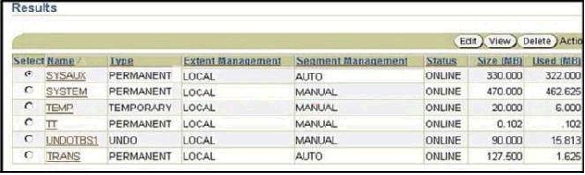 Results
Edit View Delete Actio
Select Name Type Extent Management Segment Management Status Size (MB) Used (MB)
SYSAUX PERMANENT LOCAL AUTO ONLINE 330.000 322.000
SYSTEM PERMANENT LOCAL MANUAL ONLINE 470.000 462.625
TEMP TEMPORARY LOCAL MANUAL ONLINE 20.000 6.000
TT PERMANENT LOCAL MANUAL ONLINE 0.102 .102
UNDOTBS1 UNDO LOCAL MANUAL ONLINE 90.000 15.813
TRANS PERMANENT LOCAL AUTO ONLINE 127.500 1.625